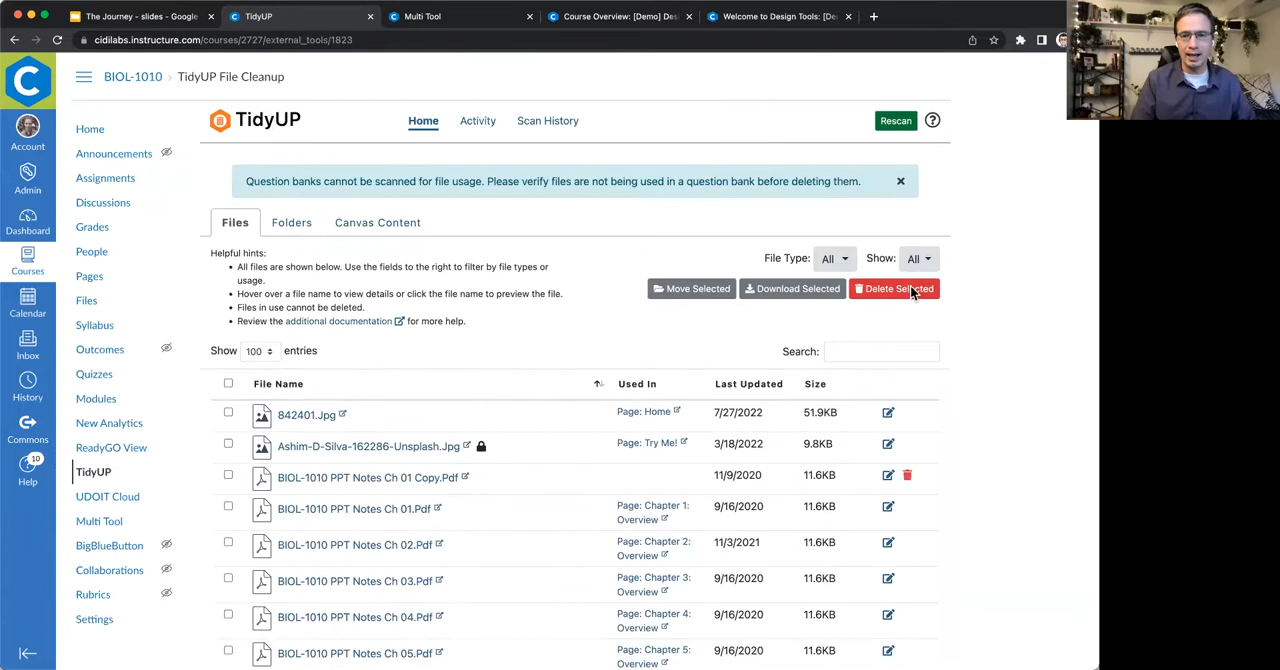 The Journey - slides - Google
TidyUP
Multi Tool
Course Overview: [Demo] Des
Welcome to Design Tools: [De
cidilabs.instructure.com/courses/2727/external_tools/1823
BIOL-1010 › TidyUP File Cleanup
Account
Admin
Dashboard
Courses
Calendar
Inbox
History
Commons
10
Help
Home
Announcements
Assignments
Discussions
Grades
People
Pages
Files
Syllabus
Outcomes
Quizzes
Modules
New Analytics
ReadyGO View
TidyUP
UDOIT Cloud
Multi Tool
BigBlueButton
Collaborations
Rubrics
Settings
TidyUP Home Activity Scan History Rescan
Question banks cannot be scanned for file usage. Please verify files are not being used in a question bank before deleting them.
Files Folders Canvas Content
Helpful hints:
• All files are shown below. Use the fields to the right to filter by file types or
usage.
• Hover over a file name to view details or click the file name to preview the file.
• Files in use cannot be deleted.
• Review the additional documentation for more help.
File Type: All Show: All
Move Selected Download Selected Delete Selected
Show 100 entries Search:
File Name Used In Last Updated Size
842401.Jpg Page: Home 7/27/2022 51.9KB
Ashim-D-Silva-162286-Unsplash.Jpg Page: Try Me! 3/18/2022 9.8KB
BIOL-1010 PPT Notes Ch 01 Copy.Pdf 11/9/2020 11.6KB
BIOL-1010 PPT Notes Ch 01.Pdf Page: Chapter 1: 9/16/2020 11.6KB
Overview
BIOL-1010 PPT Notes Ch 02.Pdf Page: Chapter 2: 11/3/2021 11.6KB
Overview
BIOL-1010 PPT Notes Ch 03.Pdf Page: Chapter 3: 9/16/2020 11.6KB
Overview
BIOL-1010 PPT Notes Ch 04.Pdf Page: Chapter 4: 9/16/2020 11.6KB
Overview
BIOL-1010 PPT Notes Ch 05.Pdf Page: Chapter 5: 9/16/2020 11.6KB
Overview